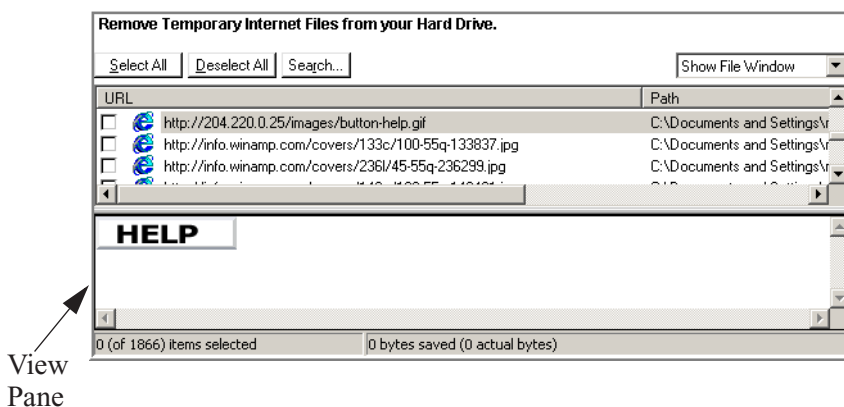 Remove Temporary Internet Files from your Hard Drive.
Select All Deselect All Search... Show File Window
URL Path
http://204.220.0.25/images/button-help.gif C:\Documents and Settings\r
http://info.winamp.com/covers/133c/100-55q-133837.jpg C:\Documents and Settings\r
http://info.winamp.com/covers/236l/45-55q-236299.jpg C:\Documents and Settings\r
HELP
0 (of 1866) items selected 0 bytes saved (0 actual bytes)
View
Pane